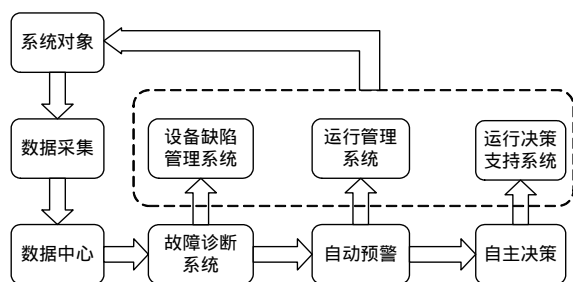 系统对象
数据采集
设备缺陷
管理系统
运行管理
系统
运行决策
支持系统
数据中心
故障诊断
系统
自动预警
自主决策